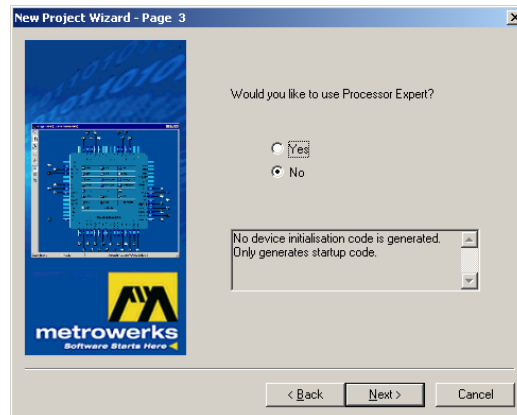 New Project Wizard - Page 3
Would you like to use Processor Expert?
Yes
No
No device initialisation code is generated.
Only generates startup code.
metrowerks
Software Starts Here
< Back
Next >
Cancel